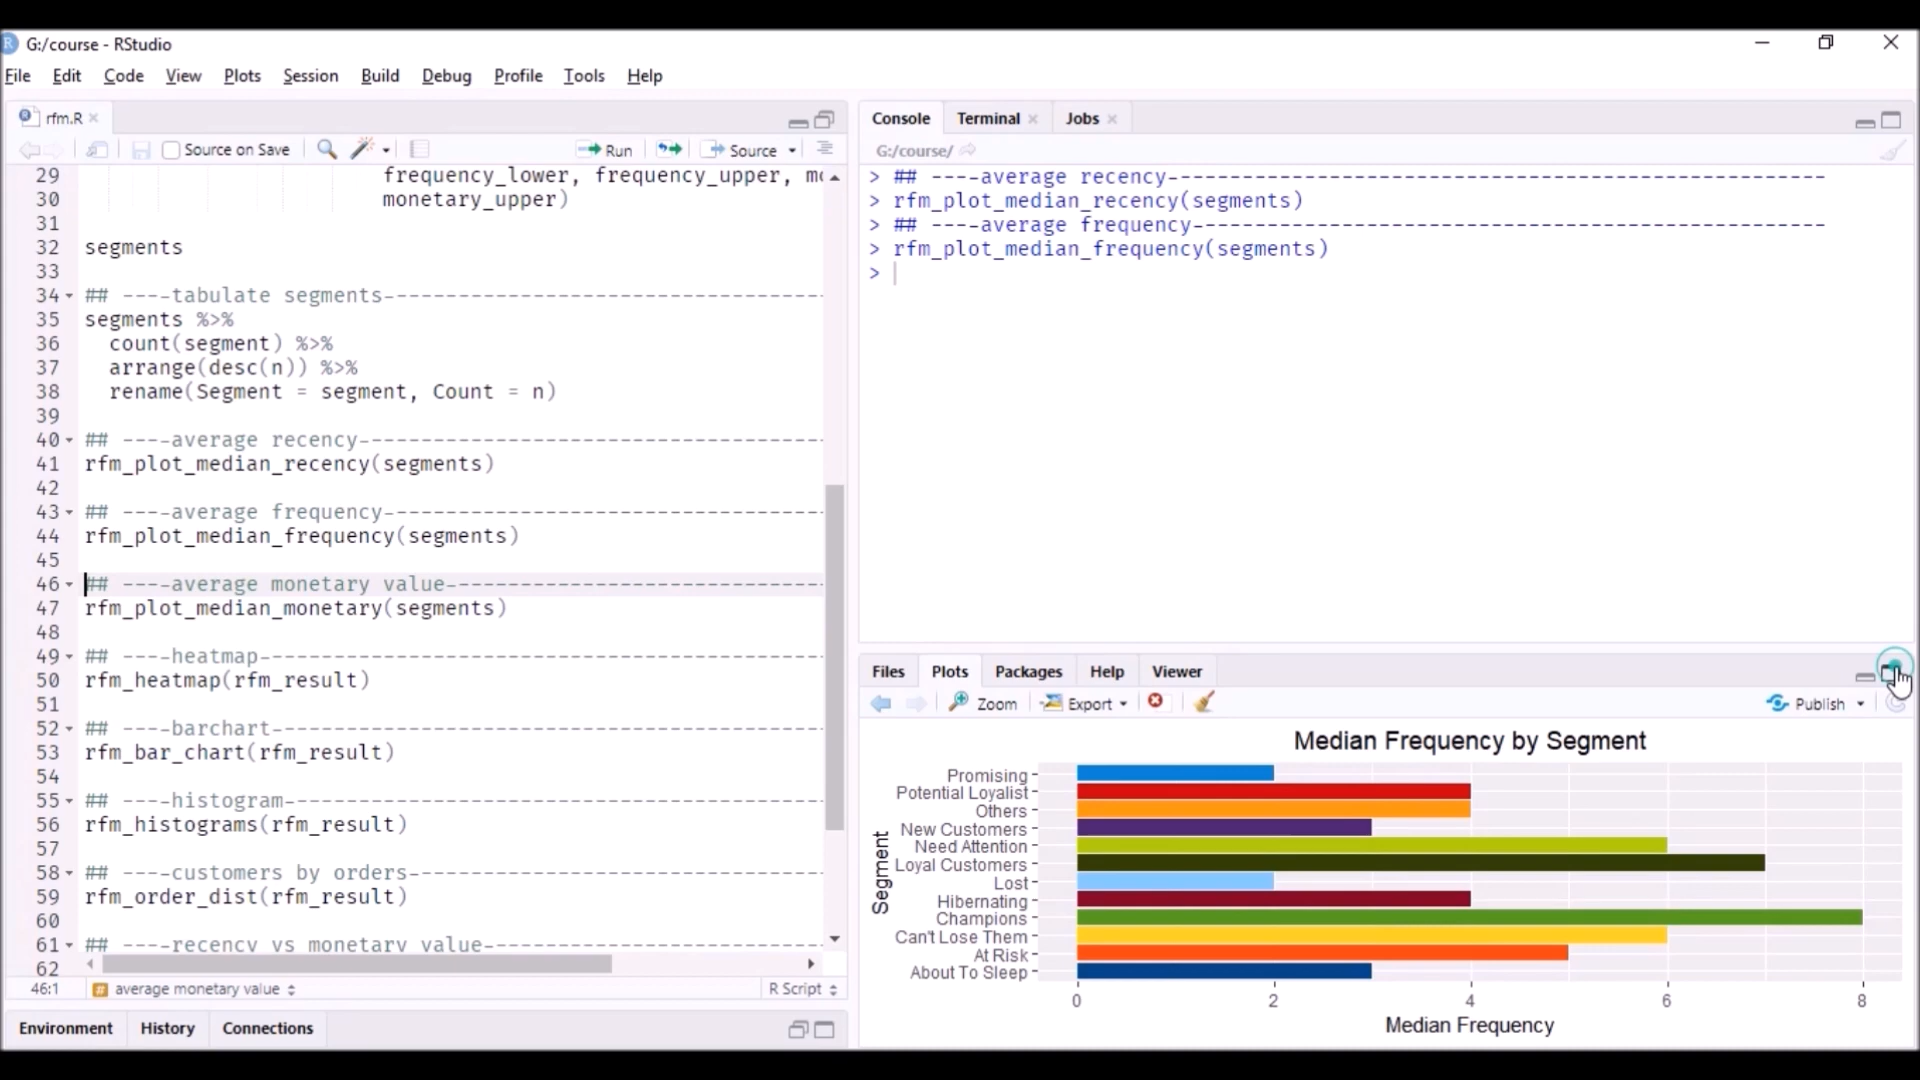 G:/course - RStudio
File Edit Code View Plots Session Build Debug Profile Tools Help
rfm.R
Source on Save Run Source
29 frequency_lower, frequency_upper,
30 monetary_upper)
31
32 segments
33
34 ## ----tabulate segments-----------------------------------
35 segments %>%
36 count(segment) %>%
37 arrange(desc(n)) %>%
38 rename(Segment = segment, Count = n)
39
40 ## ----average recency-------------------------------------
41 rfm_plot_median_recency(segments)
42
43 ## ----average frequency-----------------------------------
44 rfm_plot_median_frequency(segments)
45
46 ## ----average monetary value------------------------------
47 rfm_plot_median_monetary(segments)
48
49 ## ----heatmap---------------------------------------------
50 rfm_heatmap(rfm_result)
51
52 ## ----barchart--------------------------------------------
53 rfm_bar_chart(rfm_result)
54
55 ## ----histogram-------------------------------------------
56 rfm_histograms(rfm_result)
57
58 ## ----customers by orders---------------------------------
59 rfm_order_dist(rfm_result)
60
61 ## ----recency vs monetary value---------------------------
62
46:1 average monetary value R Script
Environment History Connections
Console Terminal Jobs
G:/course/
> ## ----average recency----------------------------------------------------
> rfm_plot_median_recency(segments)
> ## ----average frequency--------------------------------------------------
> rfm_plot_median_frequency(segments)
>
Files Plots Packages Help Viewer
Zoom Export Publish
Median Frequency by Segment
Segment
Promising
Potential Loyalist
Others
New Customers
Need Attention
Loyal Customers
Lost
Hibernating
Champions
Can't Lose Them
At Risk
About To Sleep
0 2 4 6 8
Median Frequency